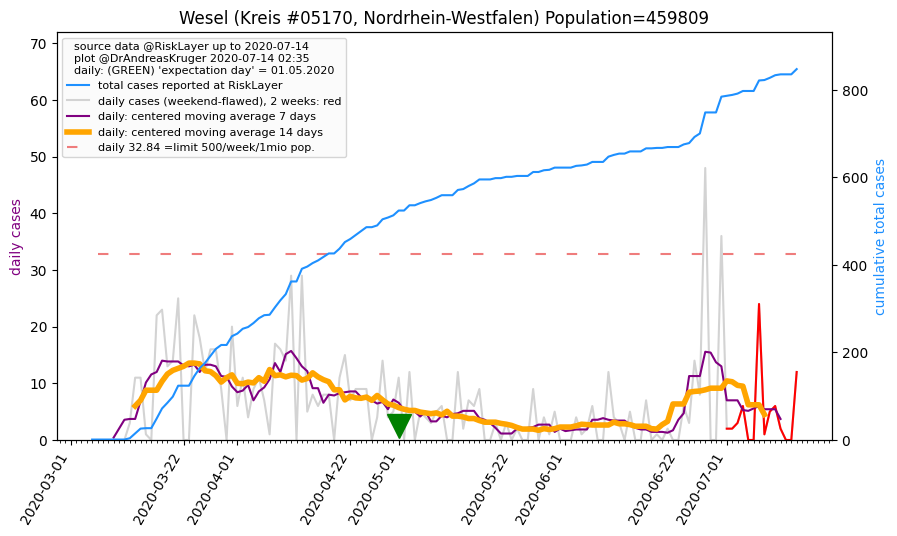 Wesel (Kreis #05170, Nordrhein-Westfalen) Population=459809
source data @RiskLayer up to 2020-07-14
plot @DrAndreasKruger 2020-07-14 02:35
daily: (GREEN) 'expectation day' = 01.05.2020
total cases reported at RiskLayer
daily cases (weekend-flawed), 2 weeks: red
daily: centered moving average 7 days
daily: centered moving average 14 days
daily 32.84 =limit 500/week/1mio pop.
daily cases
70
60
50
40
30
20
10
0
800
600
400
200
0
cumulative total cases
2020-03-01
2020-03-22
2020-04-01
2020-04-22
2020-05-01
2020-05-22
2020-06-01
2020-06-22
2020-07-01